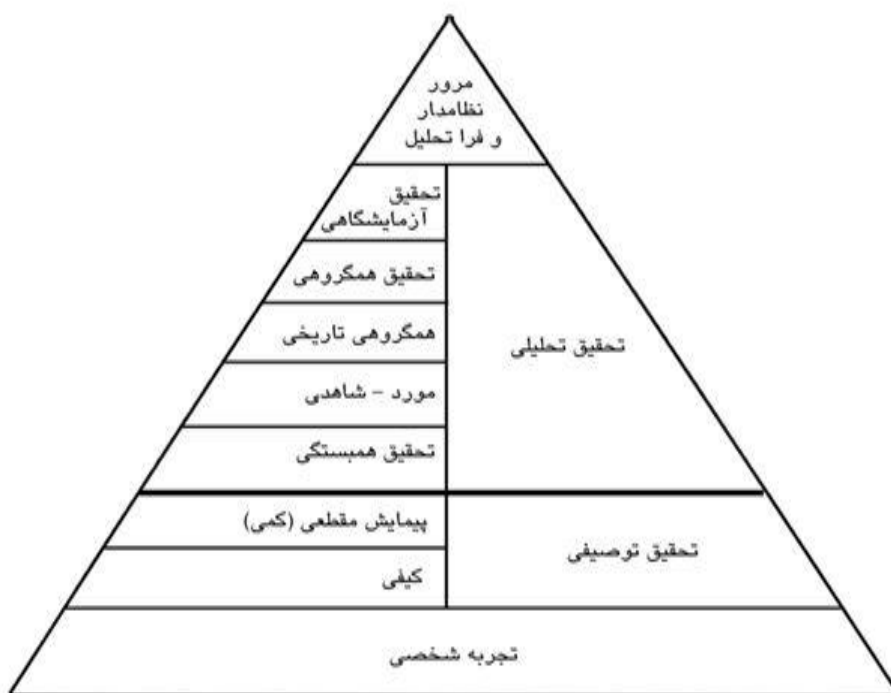 مرور
نظامدار
و فرا تحلیل
تحقیق
آزمایشگاهی
تحقیق همگروهی
همگروهی تاریخی
مورد – شاهدی
تحقیق همبستگی
تحقیق تحلیلی
پیمایش مقطعی (کمی)
کیفی
تحقیق توصیفی
تجربه شخصی